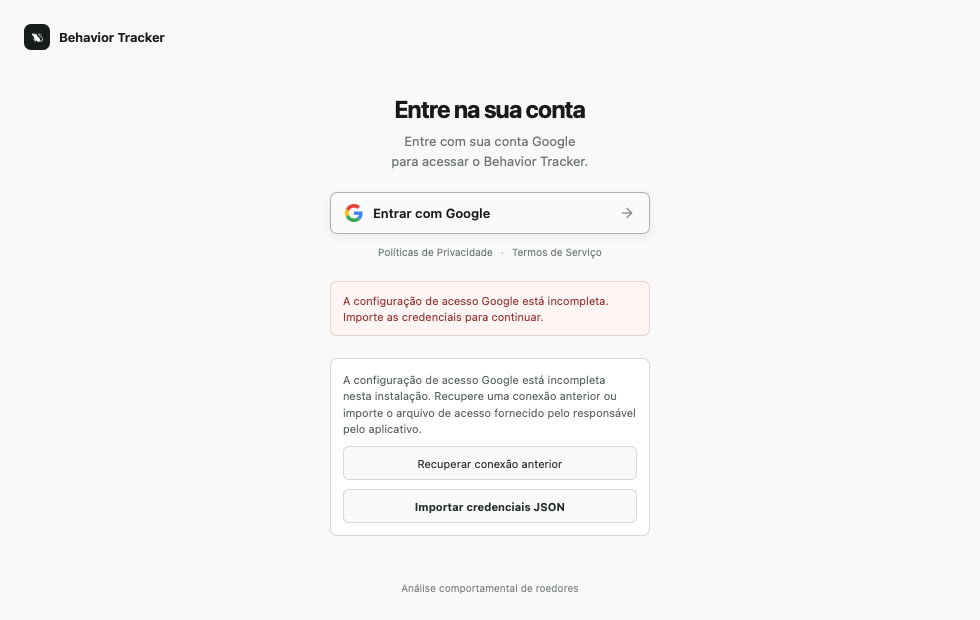 Behavior Tracker
Entre na sua conta
Entre com sua conta Google
para acessar o Behavior Tracker.
Entrar com Google
Políticas de Privacidade · Termos de Serviço
A configuração de acesso Google está incompleta.
Importe as credenciais para continuar.
A configuração de acesso Google está incompleta
nesta instalação. Recupere uma conexão anterior ou
importe o arquivo de acesso fornecido pelo responsável
pelo aplicativo.
Recuperar conexão anterior
Importar credenciais JSON
Análise comportamental de roedores